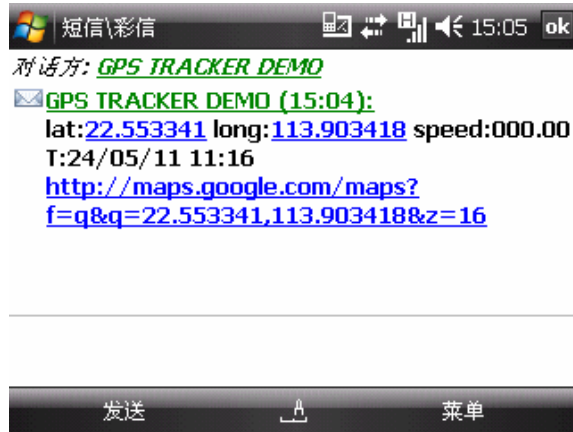 短信\彩信 15:05 ok
对话方: GPS TRACKER DEMO
GPS TRACKER DEMO (15:04):
lat:22.553341 long:113.903418 speed:000.00
T:24/05/11 11:16
http://maps.google.com/maps?
f=q&q=22.553341,113.903418&z=16
发送 菜单